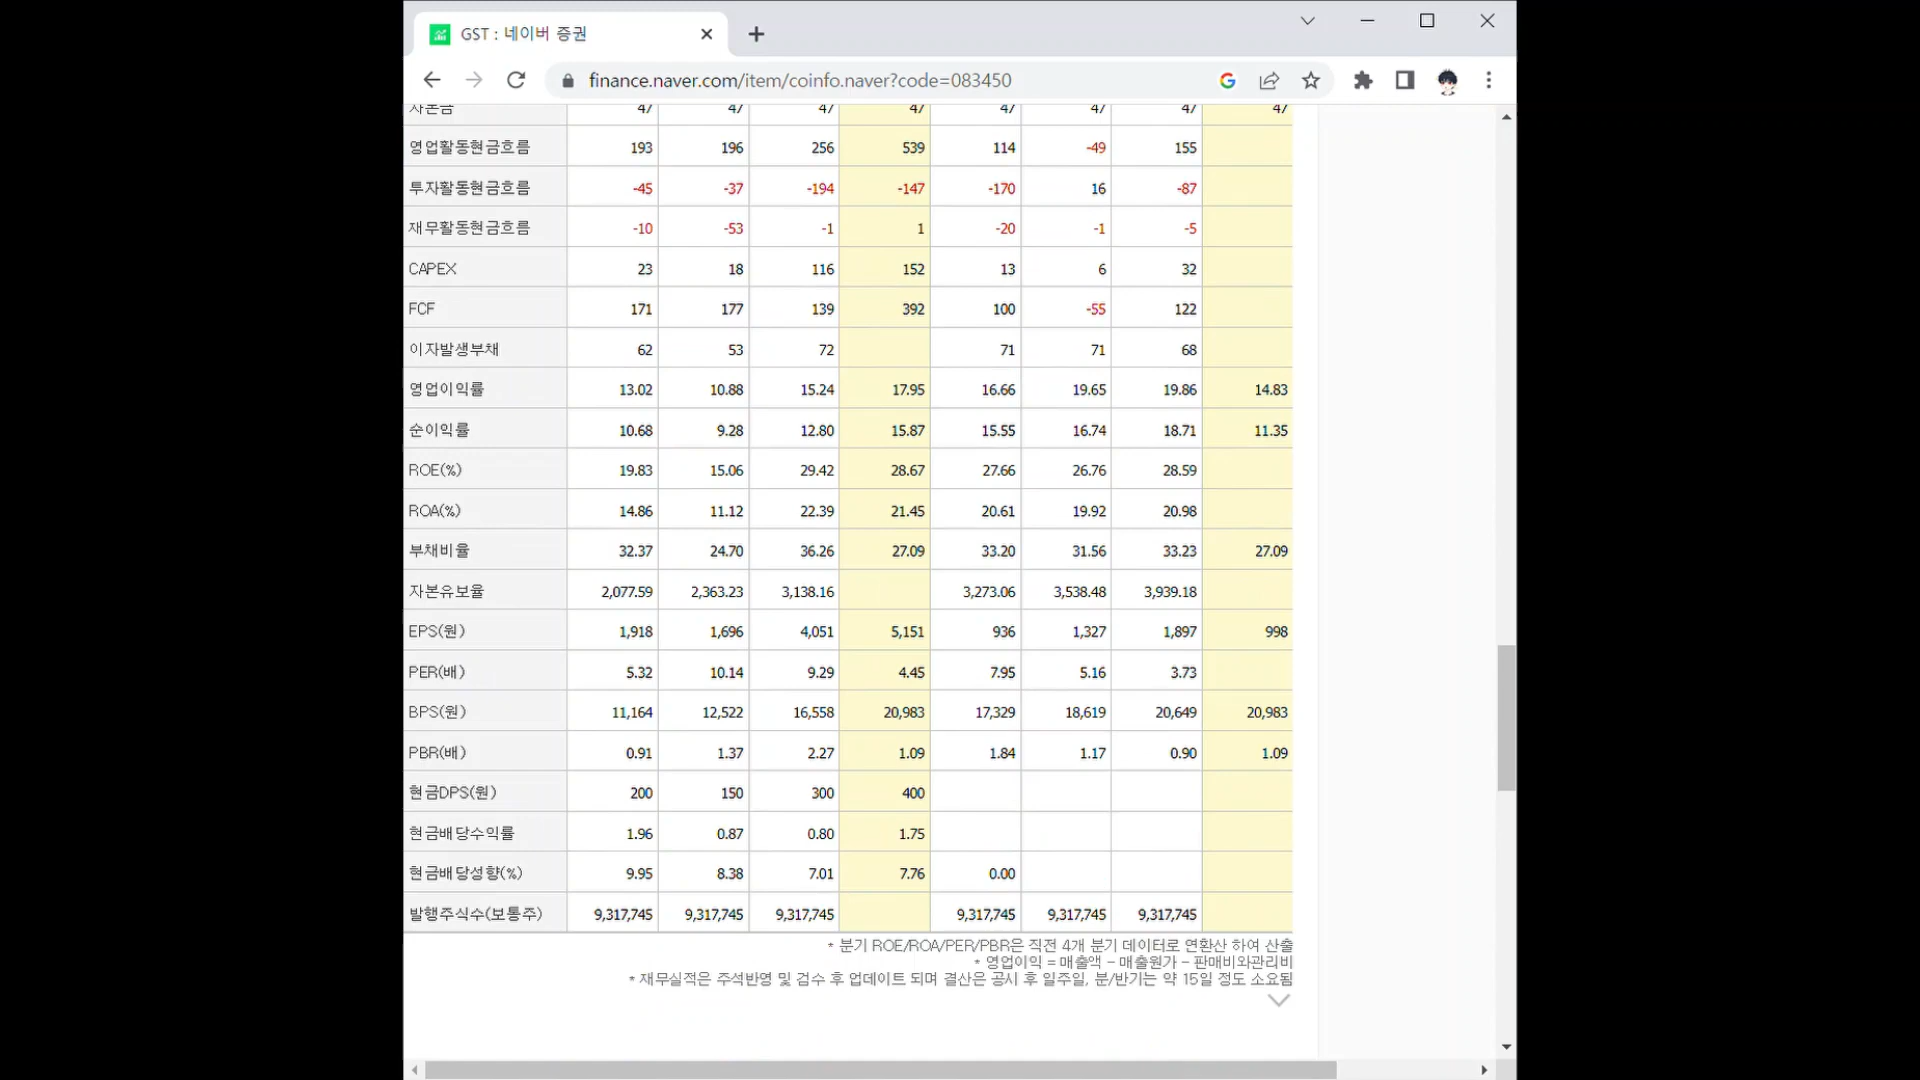 GST : 네이버 증권
finance.naver.com/item/coinfo.naver?code=083450
자본금 47 47 47 47 47 47 47 47
영업활동현금흐름 193 196 256 539 114 -49 155
투자활동현금흐름 -45 -37 -194 -147 -170 16 -87
재무활동현금흐름 -10 -53 -1 1 -20 -1 -5
CAPEX 23 18 116 152 13 6 32
FCF 171 177 139 392 100 -55 122
이자발생부채 62 53 72 71 71 68
영업이익률 13.02 10.88 15.24 17.95 16.66 19.65 19.86 14.83
순이익률 10.68 9.28 12.80 15.87 15.55 16.74 18.71 11.35
ROE(%) 19.83 15.06 29.42 28.67 27.66 26.76 28.59
ROA(%) 14.86 11.12 22.39 21.45 20.61 19.92 20.98
부채비율 32.37 24.70 36.26 27.09 33.20 31.56 33.23 27.09
자본유보율 2,077.59 2,363.23 3,138.16 3,273.06 3,538.48 3,939.18
EPS(원) 1,918 1,696 4,051 5,151 936 1,327 1,897 998
PER(배) 5.32 10.14 9.29 4.45 7.95 5.16 3.73
BPS(원) 11,164 12,522 16,558 20,983 17,329 18,619 20,649 20,983
PBR(배) 0.91 1.37 2.27 1.09 1.84 1.17 0.90 1.09
현금DPS(원) 200 150 300 400
현금배당수익률 1.96 0.87 0.80 1.75
현금배당성향(%) 9.95 8.38 7.01 7.76 0.00
발행주식수(보통주) 9,317,745 9,317,745 9,317,745 9,317,745 9,317,745 9,317,745
* 분기 ROE/ROA/PER/PBR은 직전 4개 분기 데이터로 연환산 하여 산출
* 영업이익 = 매출액 - 매출원가 - 판매비와관리비
* 재무실적은 주석반영 및 검수 후 업데이트 되며 결산은 공시 후 일주일, 분/반기는 약 15일 정도 소요됨